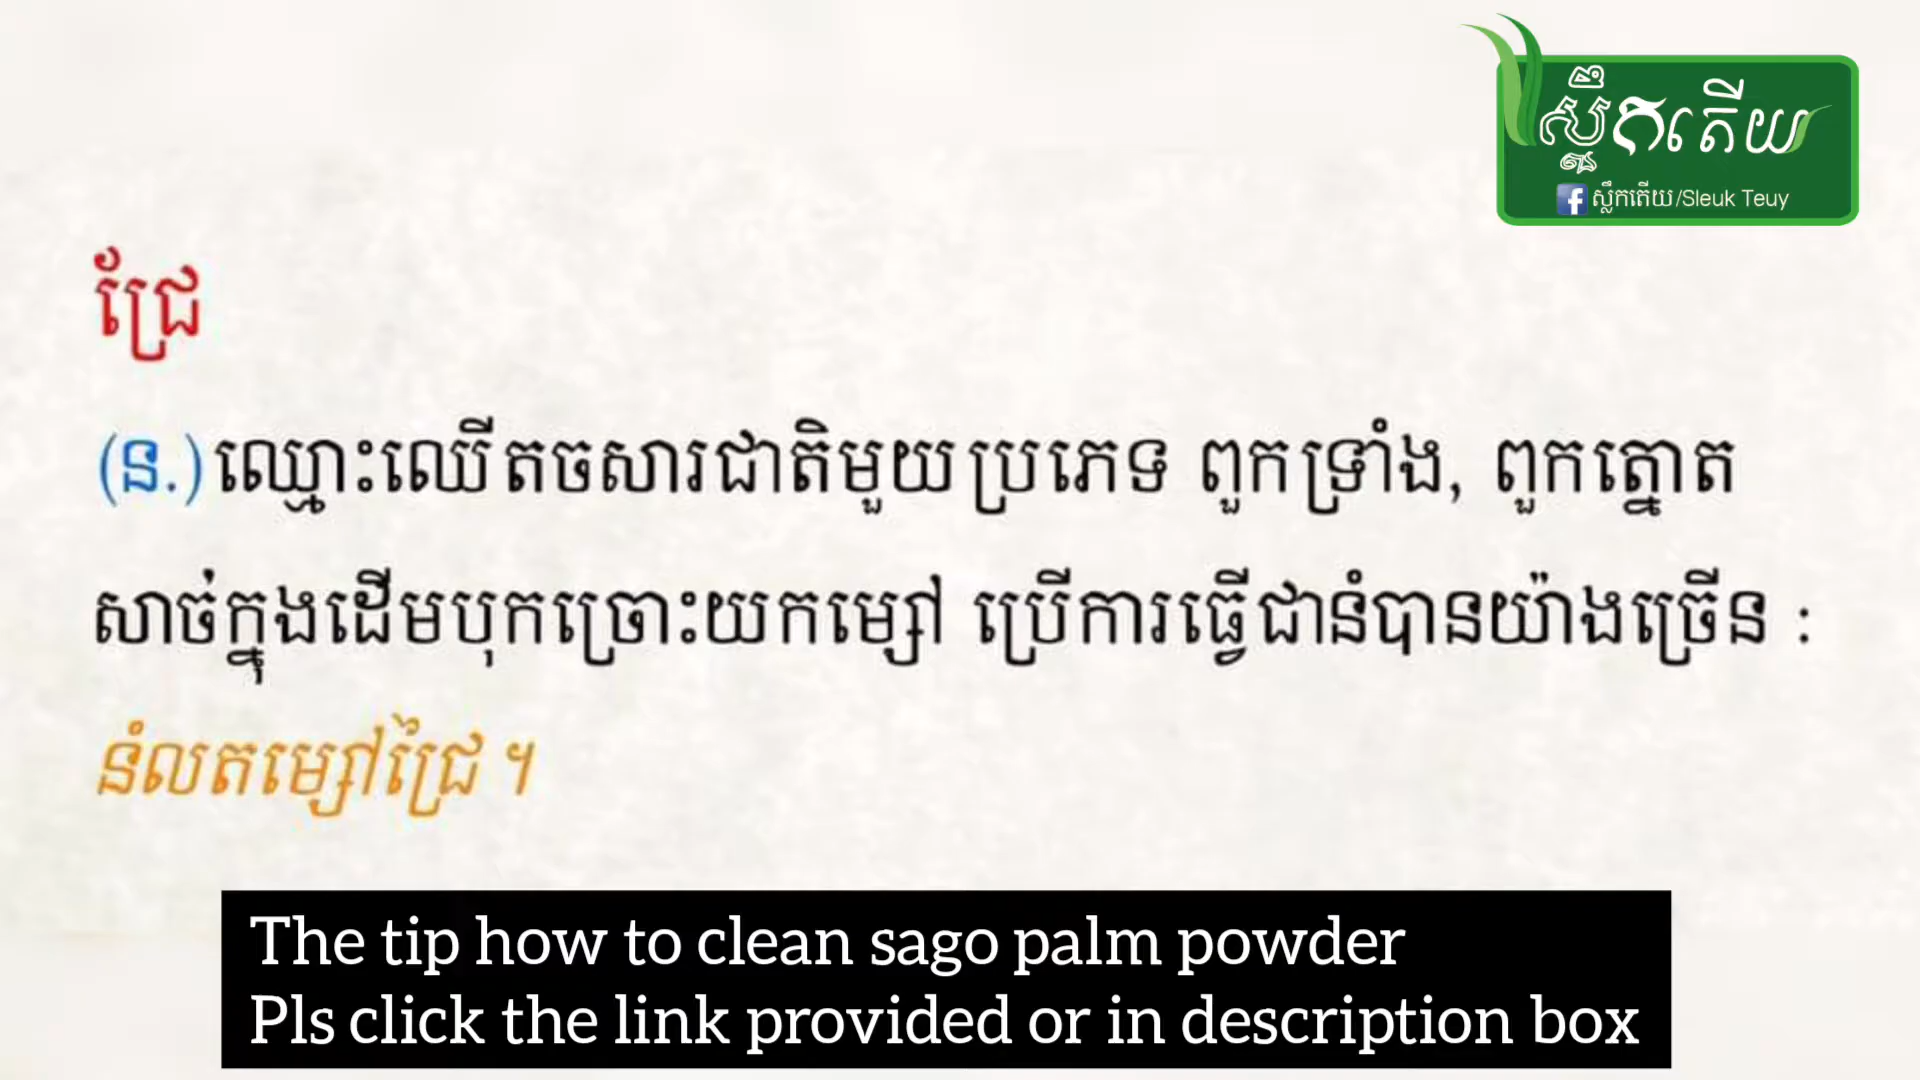 ស្លឹកតើយ
ស្លឹកតើយ/Sleuk Teuy
ជ្រៃ
(ន.) ឈ្មោះឈើតចសារជាតិមួយប្រភេទ ពួកទ្រាំង, ពួកត្នោត
សាច់ក្នុងដើមបុកច្រោះយកម្សៅ ប្រើការធ្វើជានំបានយ៉ាងច្រើន :
នំលតម្សៅជ្រៃ ។
The tip how to clean sago palm powder
Pls click the link provided or in description box